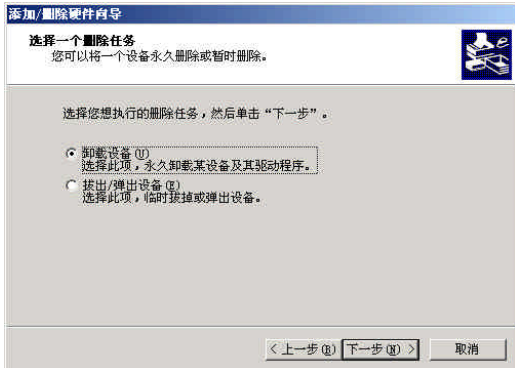 添加/删除硬件向导
选择一个删除任务
您可以将一个设备永久删除或暂时删除。
选择您想执行的删除任务，然后单击“下一步”。
卸载设备(U)
选择此项，永久卸载某设备及其驱动程序。
拔出/弹出设备(E)
选择此项，临时拔掉或弹出设备。
< 上一步(B) 下一步(N) > 取消